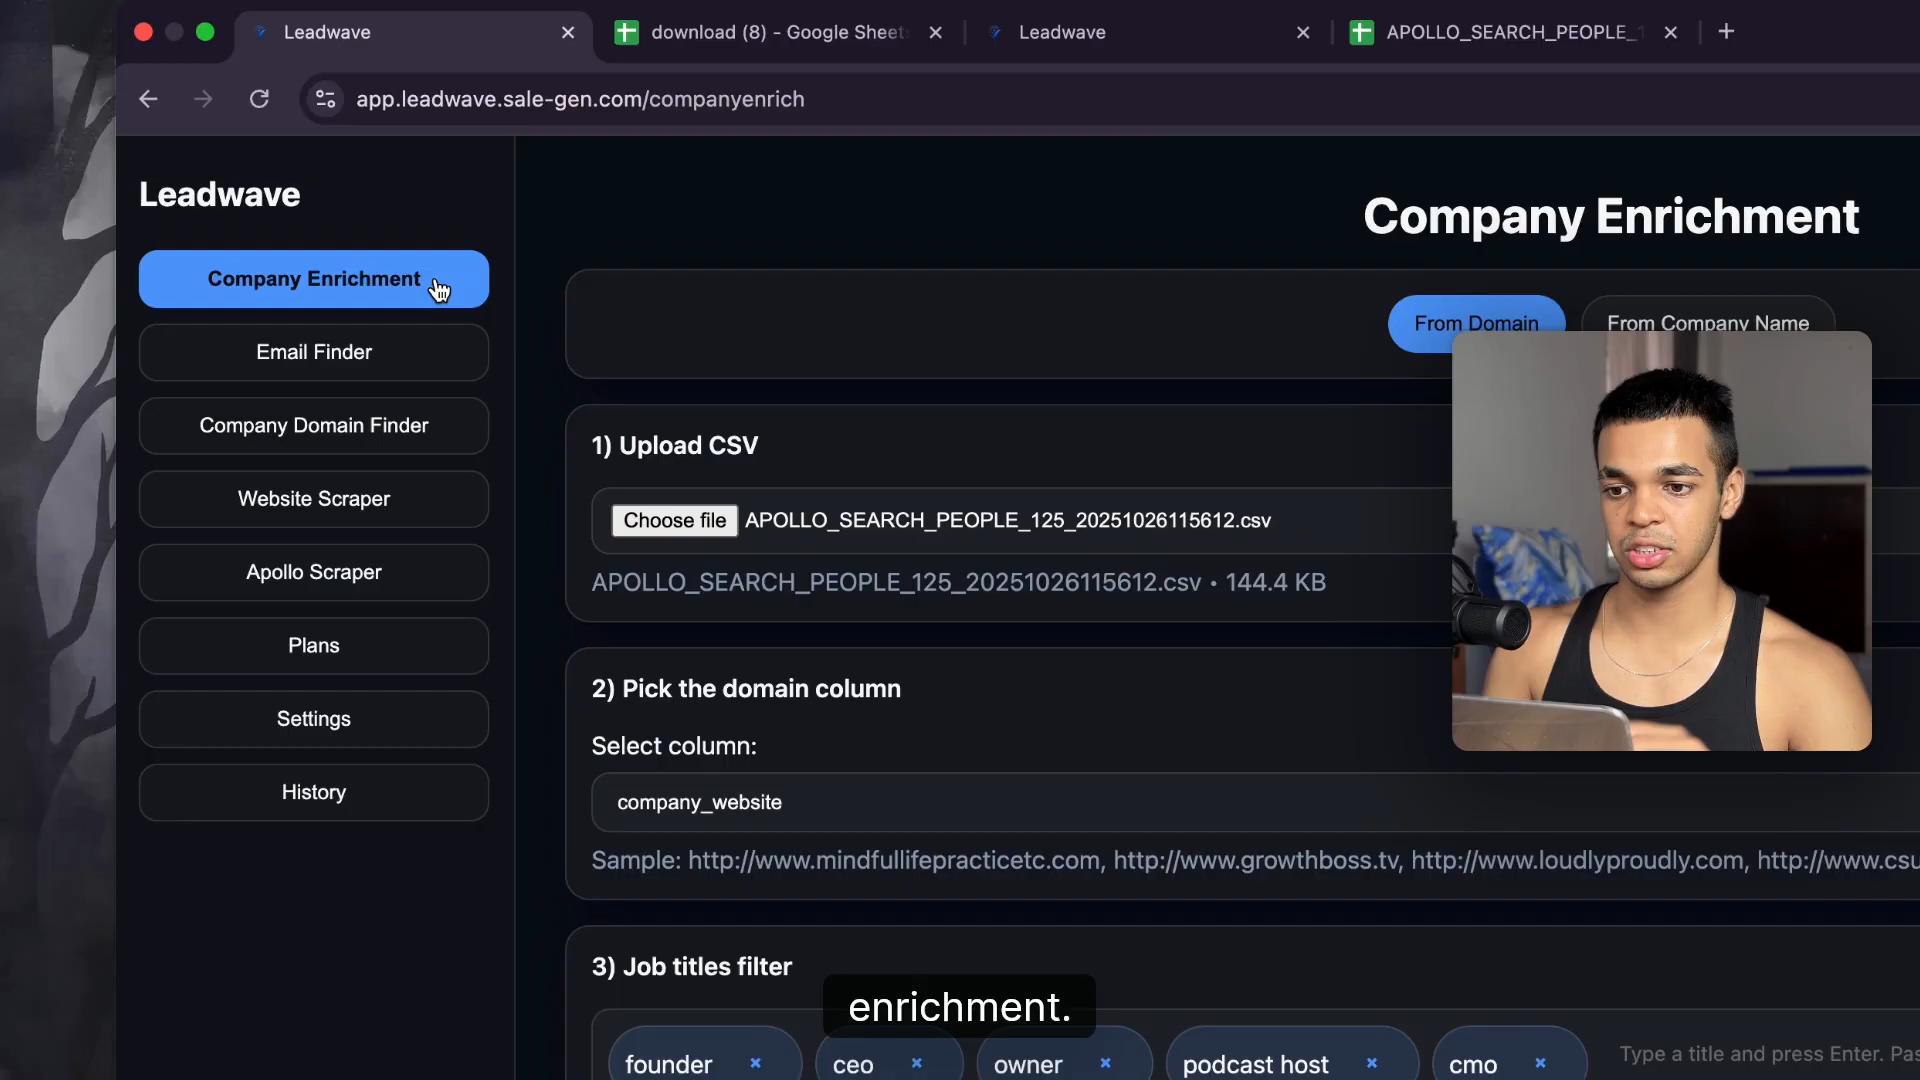 Leadwave
download (8) - Google Sheets
Leadwave
APOLLO_SEARCH_PEOPLE_1
app.leadwave.sale-gen.com/companyenrich
Leadwave
Company Enrichment
Email Finder
Company Domain Finder
Website Scraper
Apollo Scraper
Plans
Settings
History
Company Enrichment
From Domain
From Company Name
1) Upload CSV
Choose file APOLLO_SEARCH_PEOPLE_125_20251026115612.csv
APOLLO_SEARCH_PEOPLE_125_20251026115612.csv • 144.4 KB
2) Pick the domain column
Select column:
company_website
Sample: http://www.mindfullifepracticetc.com, http://www.growthboss.tv, http://www.loudlyproudly.com, http://www.csu
3) Job titles filter
founder × ceo × owner × podcast host × cmo × Type a title and press Enter. Pas
enrichment.